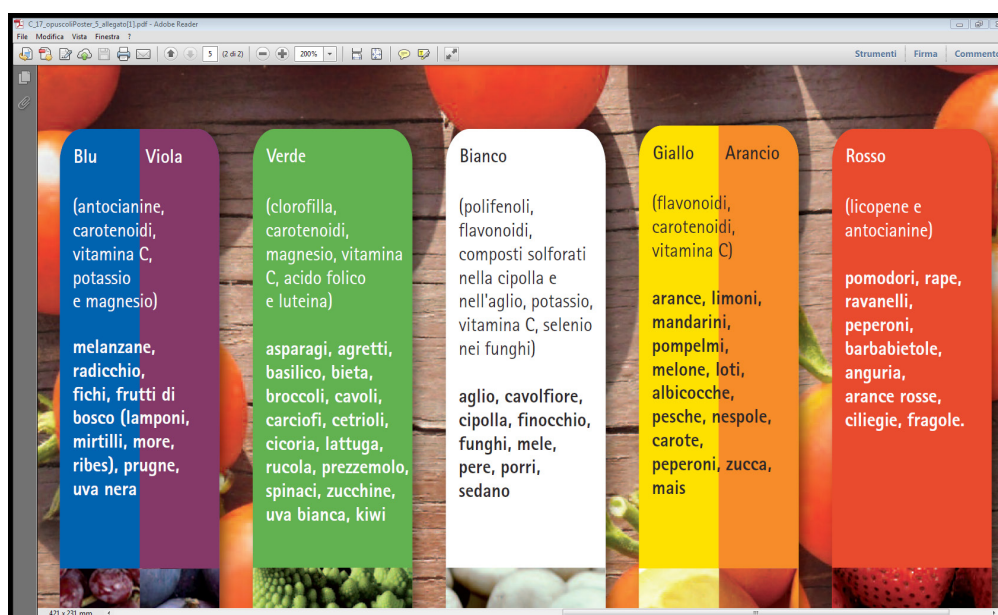 C_17_opuscoliPoster_5_allegato[1].pdf - Adobe Reader
File Modifica Vista Finestra ?
5 (2 di 2) 200% Strumenti Firma Commento
Blu Viola
(antocianine,
carotenoidi,
vitamina C,
potassio
e magnesio)
melanzane,
radicchio,
fichi, frutti di
bosco (lamponi,
mirtilli, more,
ribes), prugne,
uva nera
Verde
(clorofilla,
carotenoidi,
magnesio, vitamina
C, acido folico
e luteina)
asparagi, agretti,
basilico, bieta,
broccoli, cavoli,
carciofi, cetrioli,
cicoria, lattuga,
rucola, prezzemolo,
spinaci, zucchine,
uva bianca, kiwi
Bianco
(polifenoli,
flavonoidi,
composti solforati
nella cipolla e
nell'aglio, potassio,
vitamina C, selenio
nei funghi)
aglio, cavolfiore,
cipolla, finocchio,
funghi, mele,
pere, porri,
sedano
Giallo Arancio
(flavonoidi,
carotenoidi,
vitamina C)
arance, limoni,
mandarini,
pompelmi,
melone, loti,
albicocche,
pesche, nespole,
carote,
peperoni, zucca,
mais
Rosso
(licopene e
antocianine)
pomodori, rape,
ravanelli,
peperoni,
barbabietole,
anguria,
arance rosse,
ciliegie, fragole.
421 x 231 mm